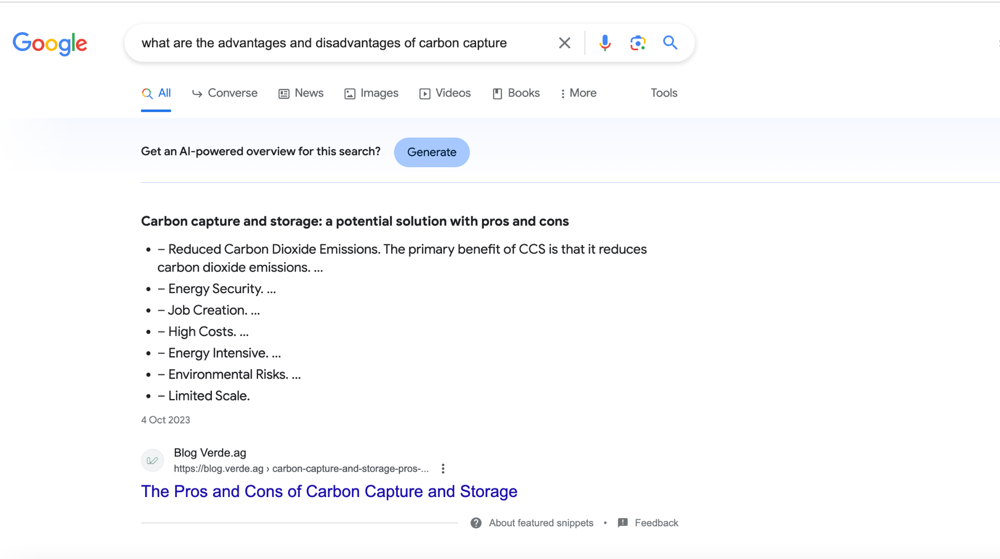 Google
what are the advantages and disadvantages of carbon capture
All Converse News Images Videos Books More Tools
Get an AI-powered overview for this search? Generate
Carbon capture and storage: a potential solution with pros and cons
• – Reduced Carbon Dioxide Emissions. The primary benefit of CCS is that it reduces
carbon dioxide emissions. ...
• – Energy Security. ...
• – Job Creation. ...
• – High Costs. ...
• – Energy Intensive. ...
• – Environmental Risks. ...
• – Limited Scale.
4 Oct 2023
Blog Verde.ag
https://blog.verde.ag › carbon-capture-and-storage-pros-...
The Pros and Cons of Carbon Capture and Storage
About featured snippets • Feedback